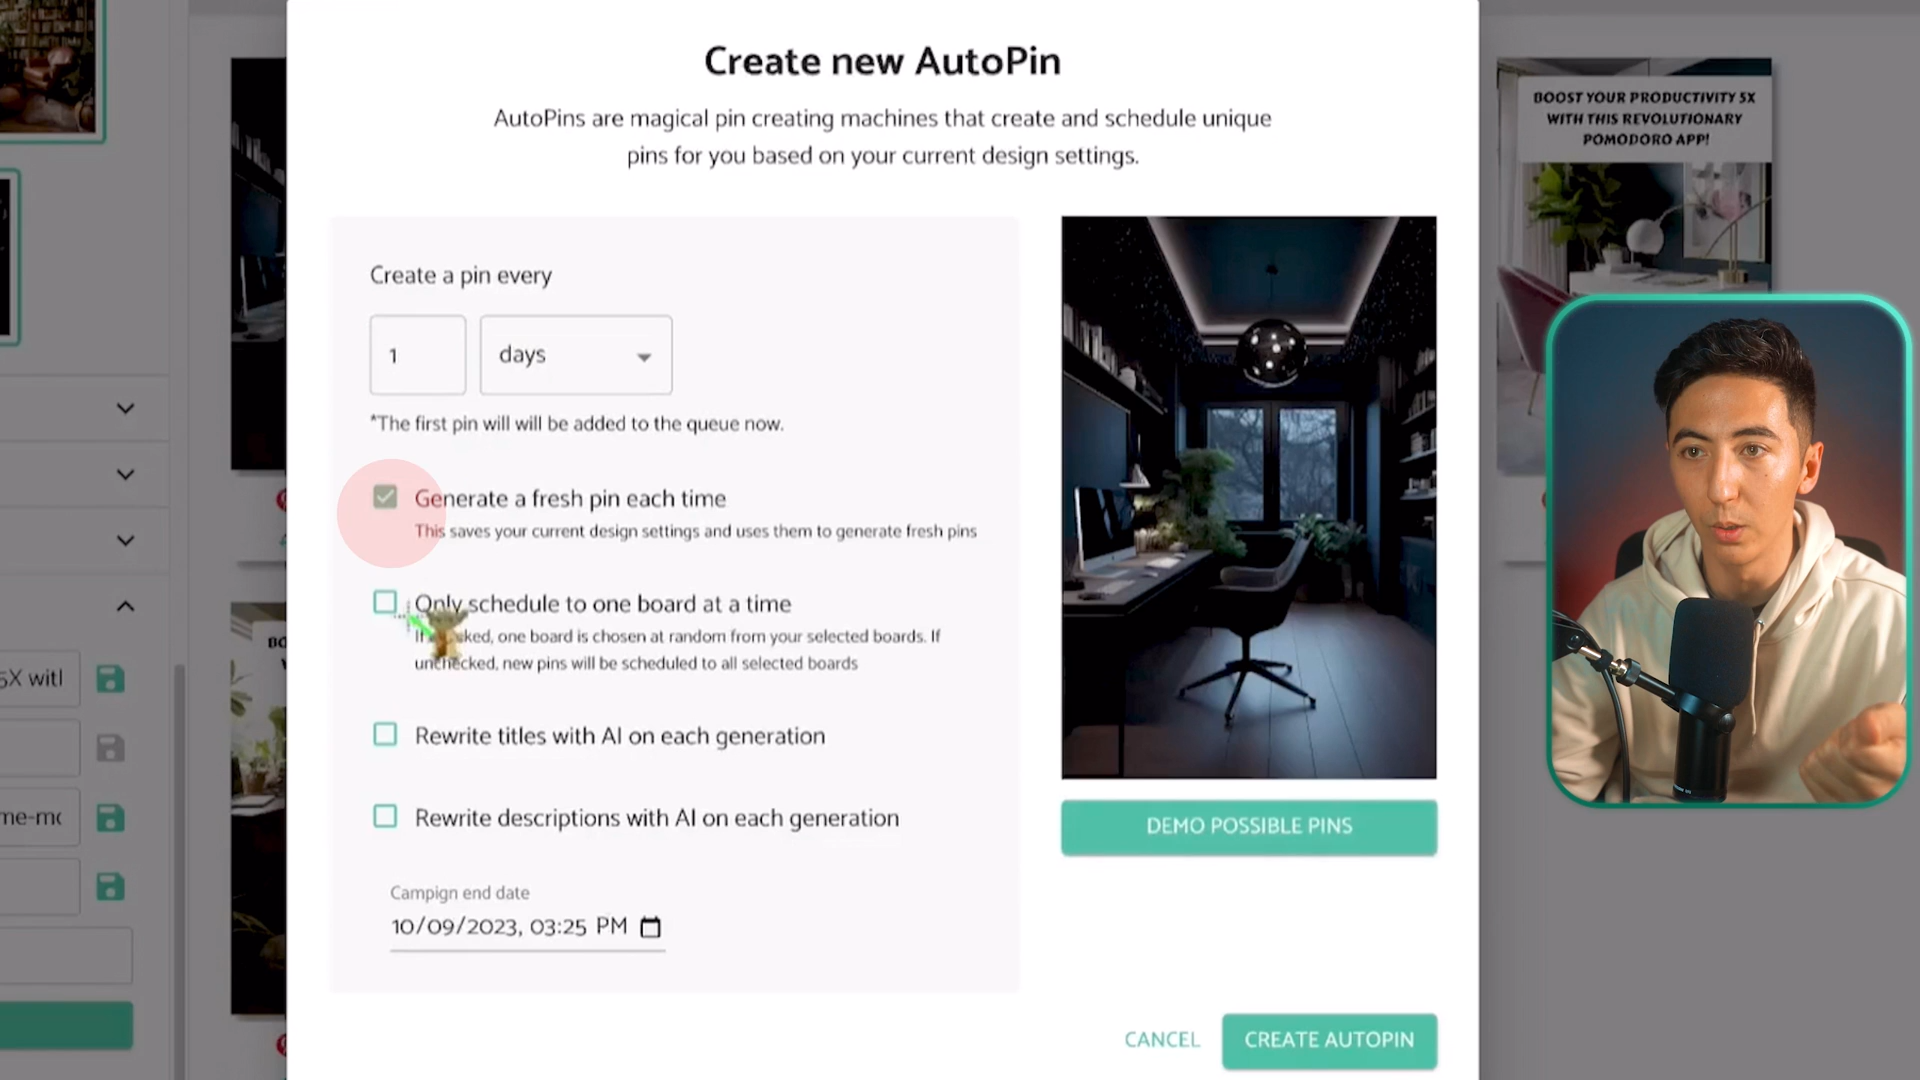 Create new AutoPin
AutoPins are magical pin creating machines that create and schedule unique
pins for you based on your current design settings.
BOOST YOUR PRODUCTIVITY 5X
WITH THIS REVOLUTIONARY
POMODORO APP!
Create a pin every
1
days
*The first pin will will be added to the queue now.
Generate a fresh pin each time
This saves your current design settings and uses them to generate fresh pins
Only schedule to one board at a time
one board is chosen at random from your selected boards. If
unchecked, new pins will be scheduled to all selected boards
Rewrite titles with AI on each generation
Rewrite descriptions with AI on each generation
Campign end date
10/09/2023, 03:25 PM
DEMO POSSIBLE PINS
CANCEL
CREATE AUTOPIN